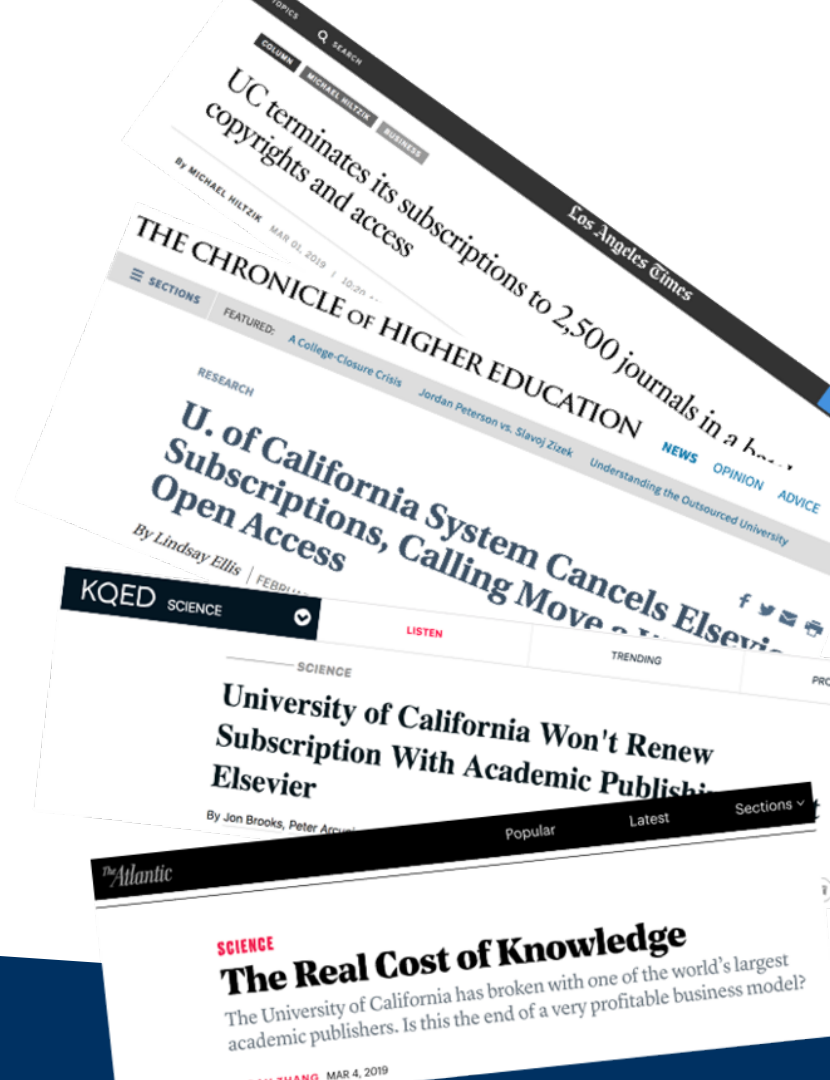 TOPICS
SEARCH
Los Angeles Times
COLUMN
MICHAEL HILTZIK
BUSINESS
UC terminates its subscriptions to 2,500 journals in a
copyrights and access
By MICHAEL HILTZIK
MAR 01, 2019 |
THE CHRONICLE OF HIGHER EDUCATION
NEWS OPINION ADVICE
SECTIONS
FEATURED: A College-Closure Crisis Jordan Peterson vs. Slavoj Zizek Understanding the Outsourced University
RESEARCH
U. of California System Cancels Elsevier
Subscriptions, Calling Move a
Open Access
By Lindsay Ellis |
KQED SCIENCE
LISTEN
TRENDING
SCIENCE
University of California Won't Renew
Subscription With Academic
Elsevier
By Jon Brooks, Peter
The Atlantic
Popular
Latest
Sections
SCIENCE
The Real Cost of Knowledge
The University of California has broken with one of the world's largest
academic publishers. Is this the end of a very profitable business model?
MAR 4, 2019